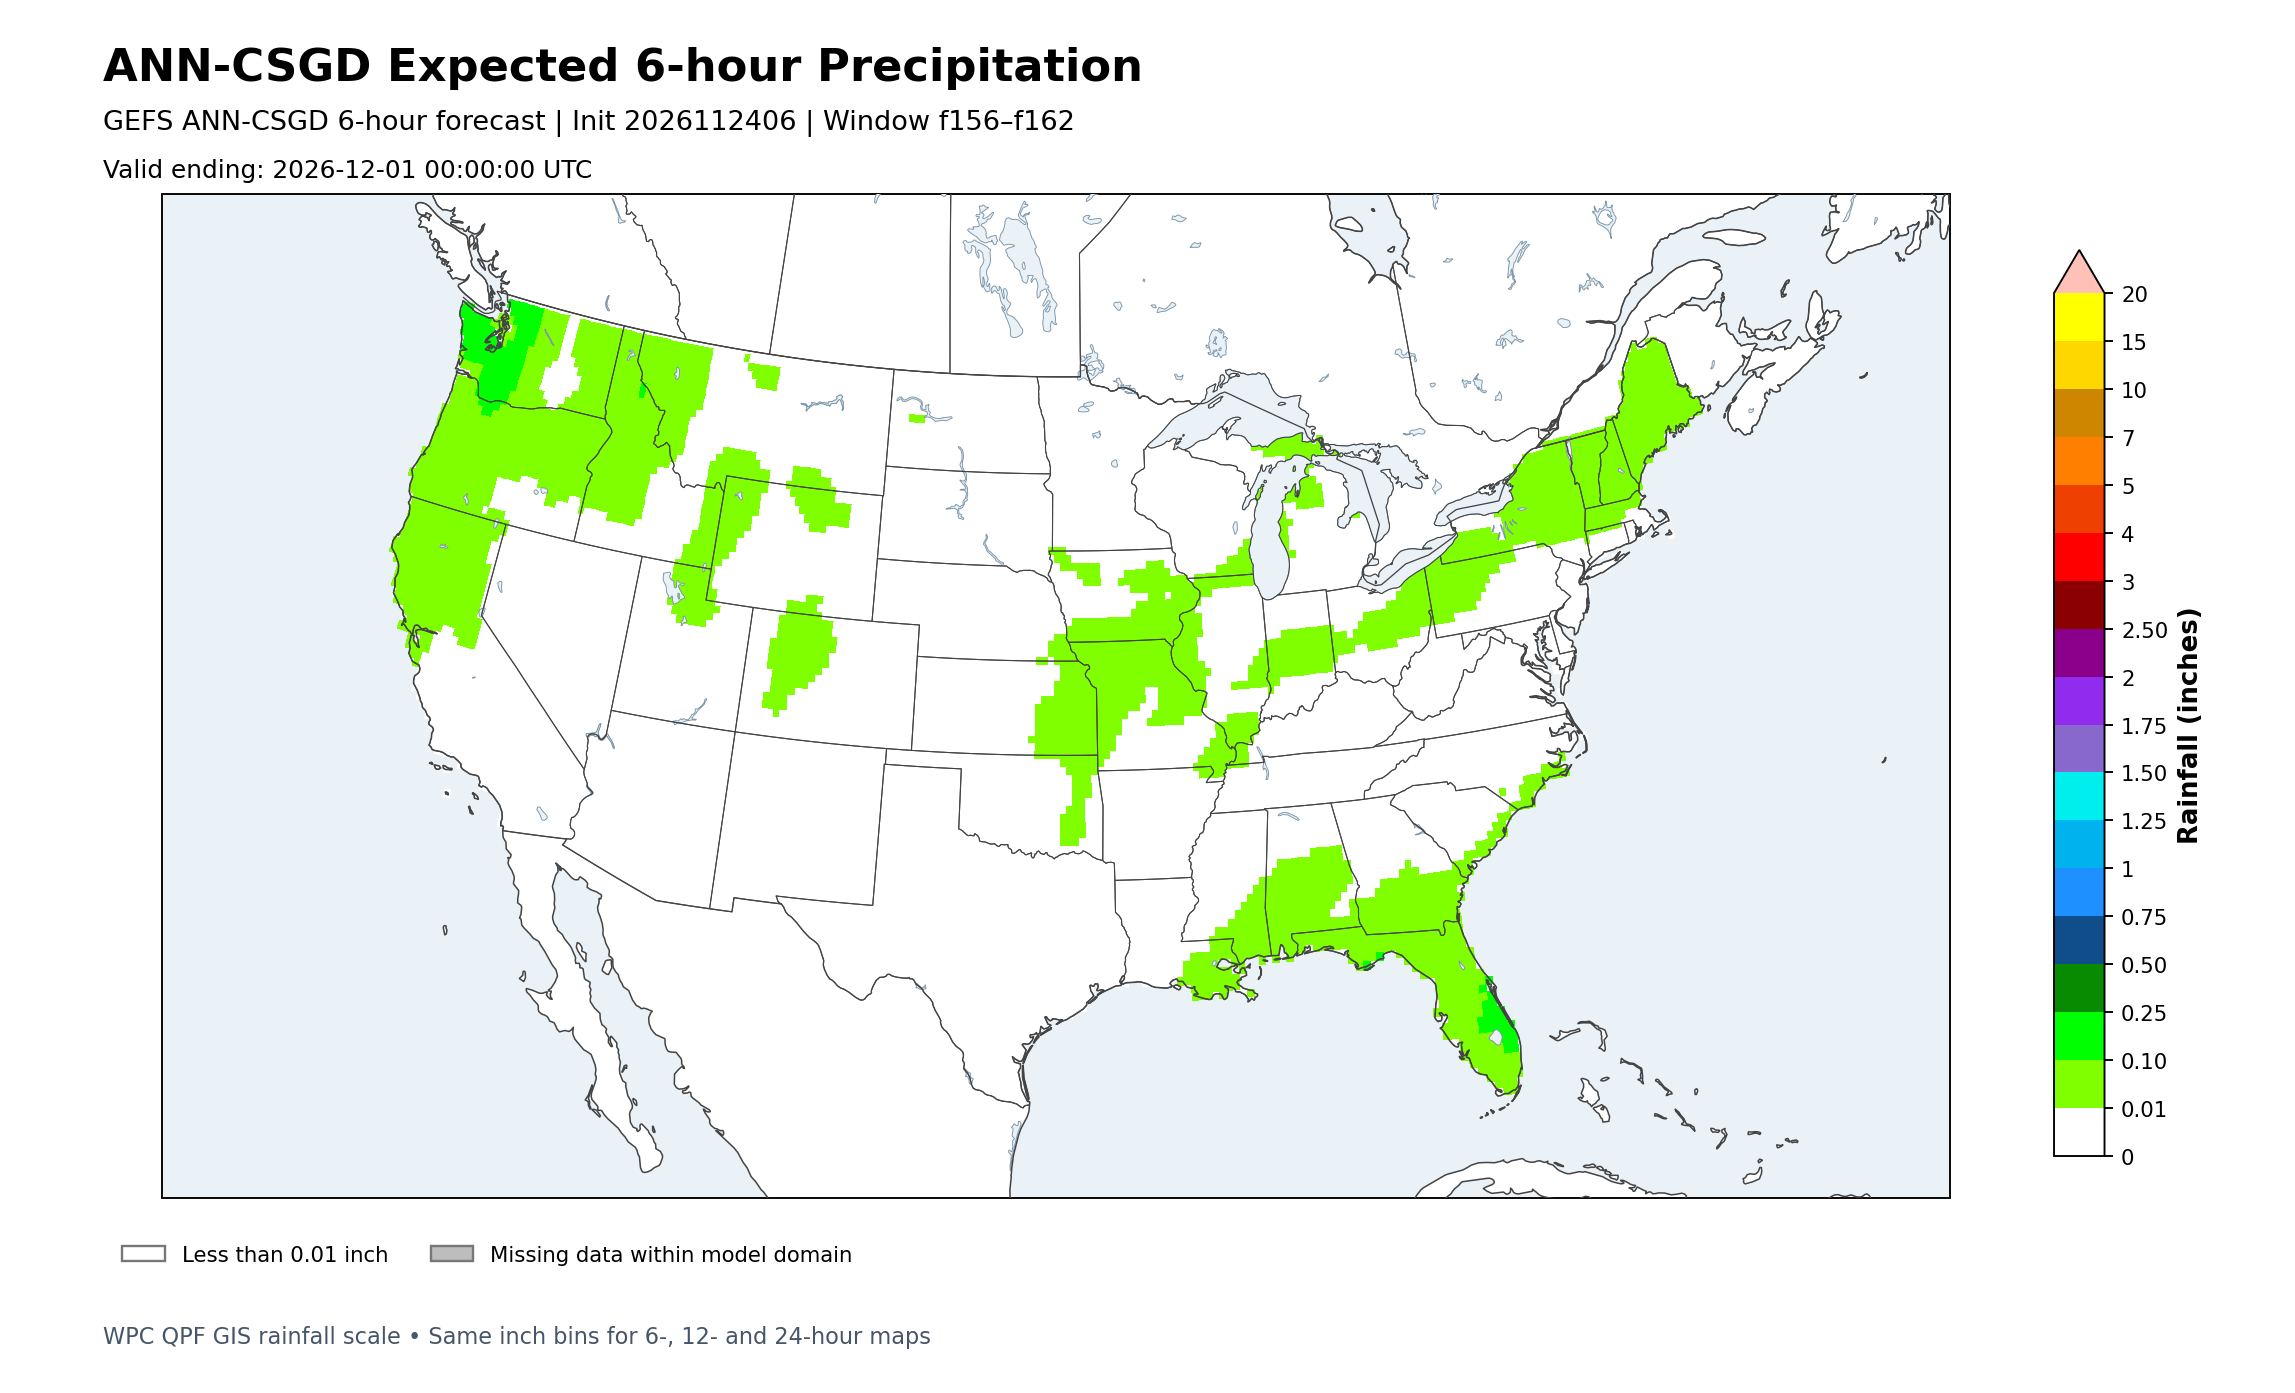 ANN-CSGD Expected 6-hour Precipitation
GEFS ANN-CSGD 6-hour forecast | Init 2026112406 | Window f156–f162
Valid ending: 2026-12-01 00:00:00 UTC
20
15
10
7
5
4
3
2.50
2
1.75
1.50
1.25
1
0.75
0.50
0.25
0.10
0.01
0
Rainfall (inches)
Less than 0.01 inch
Missing data within model domain
WPC QPF GIS rainfall scale • Same inch bins for 6-, 12- and 24-hour maps